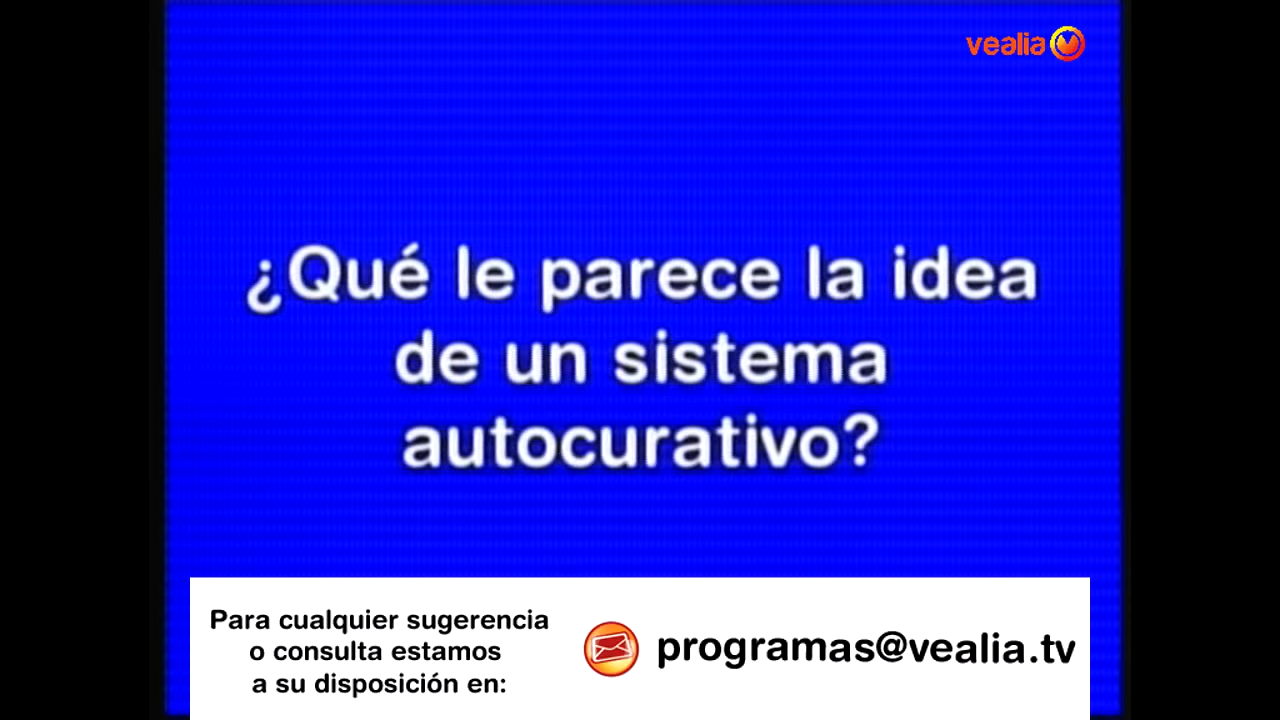 vealia
¿Qué le parece la idea
de un sistema
autocurativo?
Para cualquier sugerencia
o consulta estamos
a su disposición en:
programas@vealia.tv